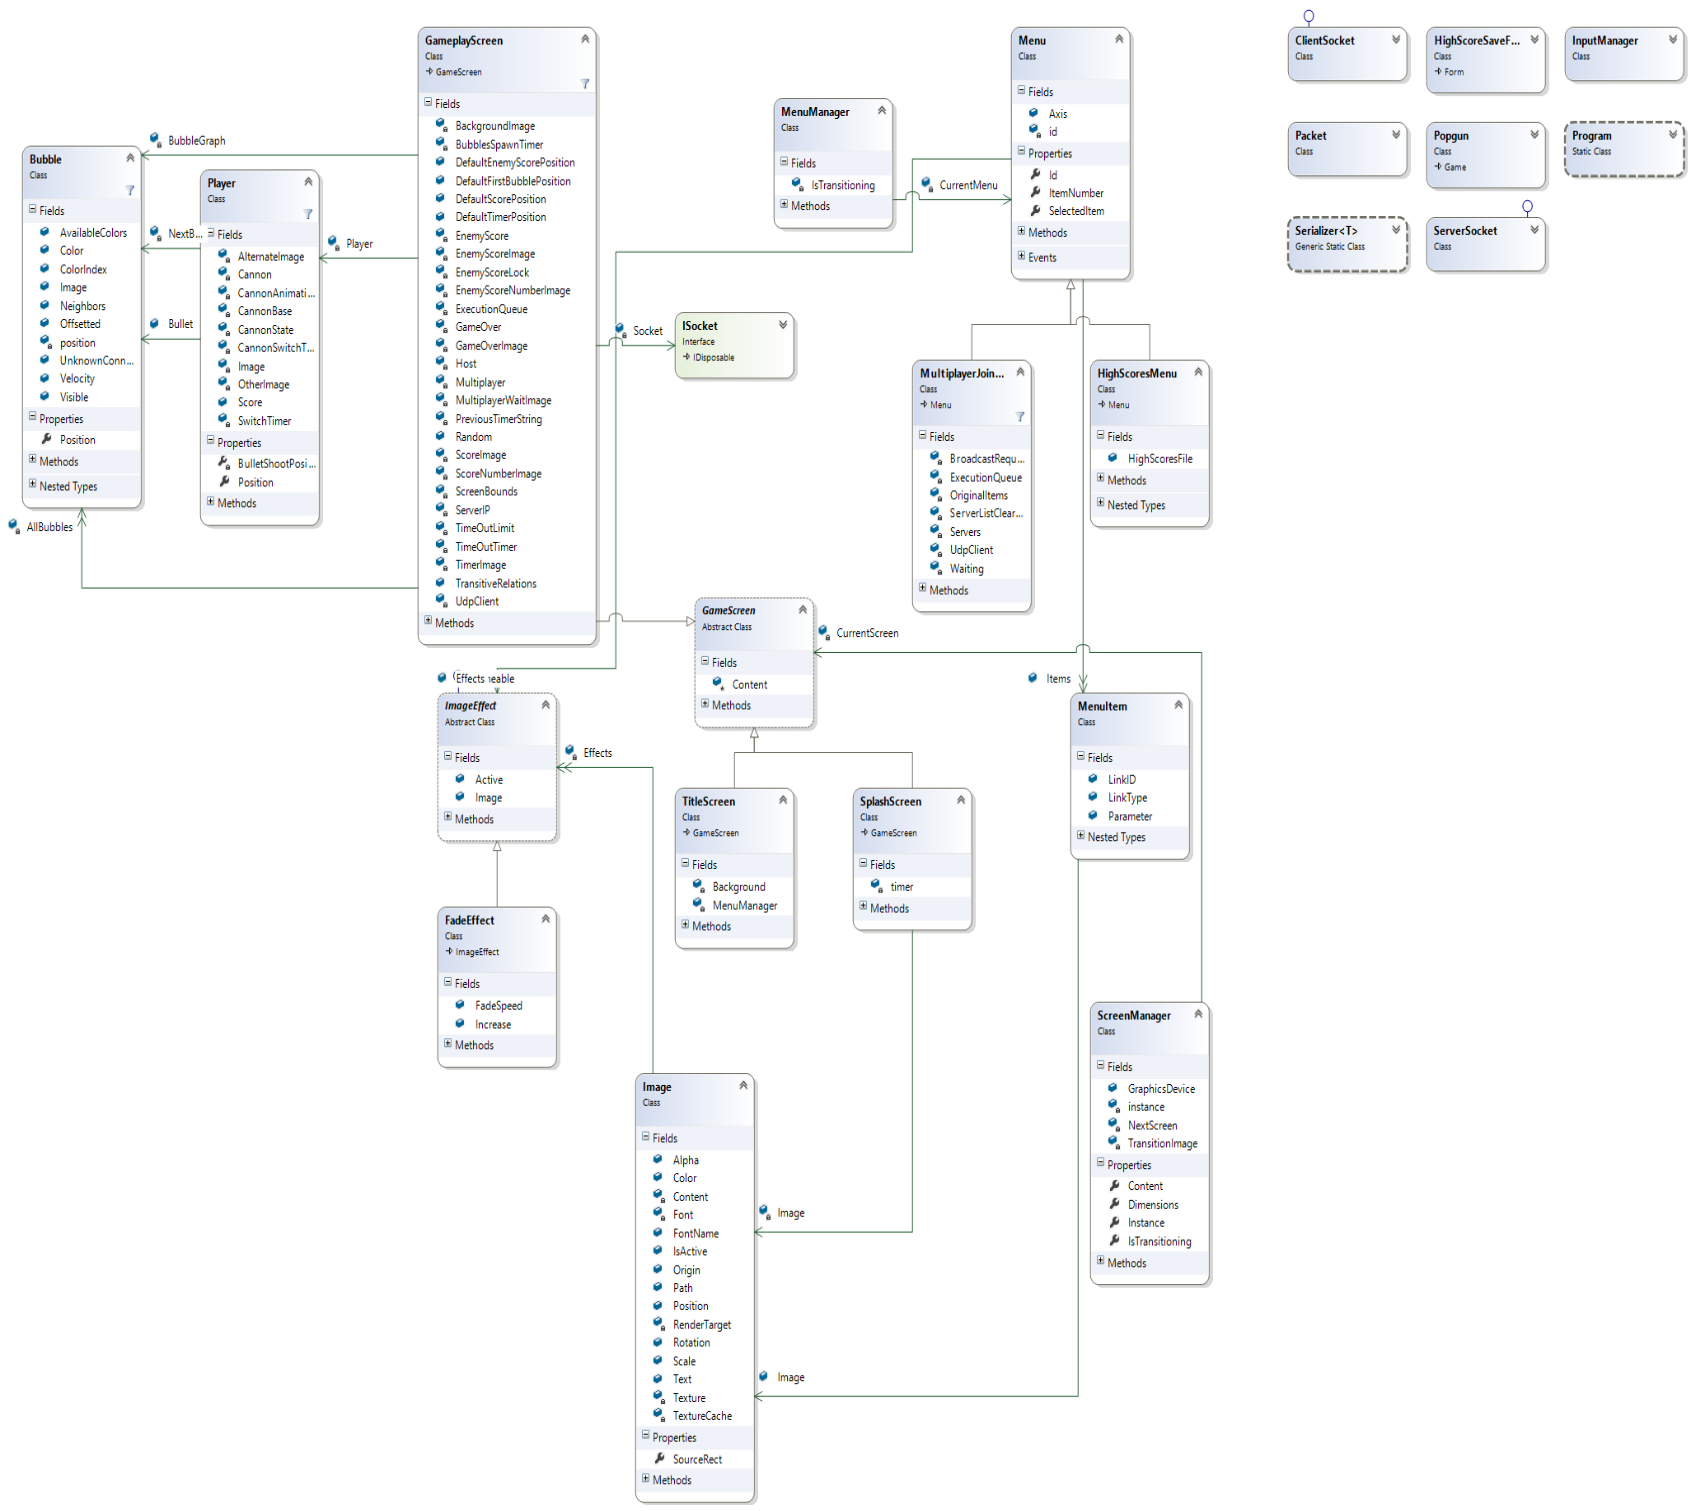 GameplayScreen
Class
GameScreen
Fields
BackgroundImage
BubblesSpawnTimer
DefaultEnemyScorePosition
DefaultFirstBubblePosition
DefaultScorePosition
DefaultTimerPosition
EnemyScore
EnemyScoreImage
EnemyScoreLock
EnemyScoreNumberImage
ExecutionQueue
GameOver
GameOverImage
Host
Multiplayer
MultiplayerWaitImage
PreviousTimerString
Random
ScoreImage
ScoreNumberImage
ScreenBounds
ServerIP
TimeOutLimit
TimeOutTimer
TimerImage
TransitiveRelations
UdpClient
Methods
BubbleGraph
Bubble
Class
Fields
AvailableColors
Color
ColorIndex
Image
Neighbors
Offsetted
position
UnknownConn...
Velocity
Visible
Properties
Position
Methods
Nested Types
AllBubbles
NextB...
Bullet
Player
Class
Fields
AlternateImage
Cannon
CannonAnimati...
CannonBase
CannonState
CannonSwitchT...
Image
OtherImage
Score
SwitchTimer
Properties
BulletShootPosi...
Position
Methods
Player
Socket
ISocket
Interface
IDisposable
MenuManager
Class
Fields
IsTransitioning
Methods
CurrentMenu
Menu
Class
Fields
Axis
id
Properties
Id
ItemNumber
SelectedItem
Methods
Events
MultiplayerJoin...
Class
Menu
Fields
BroadcastRequ...
ExecutionQueue
OriginalItems
ServerListClear...
Servers
UdpClient
Waiting
Methods
HighScoresMenu
Class
Menu
Fields
HighScoresFile
Methods
Nested Types
ClientSocket
Class
HighScoreSaveF...
Class
Form
InputManager
Class
Packet
Class
Popgun
Class
Game
Program
Static Class
Serializer<T>
Generic Static Class
ServerSocket
Class
GameScreen
Abstract Class
Fields
Content
Methods
CurrentScreen
Items
Effects
eable
ImageEffect
Abstract Class
Fields
Active
Image
Methods
Effects
FadeEffect
Class
ImageEffect
Fields
FadeSpeed
Increase
Methods
TitleScreen
Class
GameScreen
Fields
Background
MenuManager
Methods
SplashScreen
Class
GameScreen
Fields
timer
Methods
MenuItem
Class
Fields
LinkID
LinkType
Parameter
Nested Types
ScreenManager
Class
Fields
GraphicsDevice
instance
NextScreen
TransitionImage
Properties
Content
Dimensions
Instance
IsTransitioning
Methods
Image
Class
Fields
Alpha
Color
Content
Font
FontName
IsActive
Origin
Path
Position
RenderTarget
Rotation
Scale
Text
Texture
TextureCache
Properties
SourceRect
Methods
Image
Image